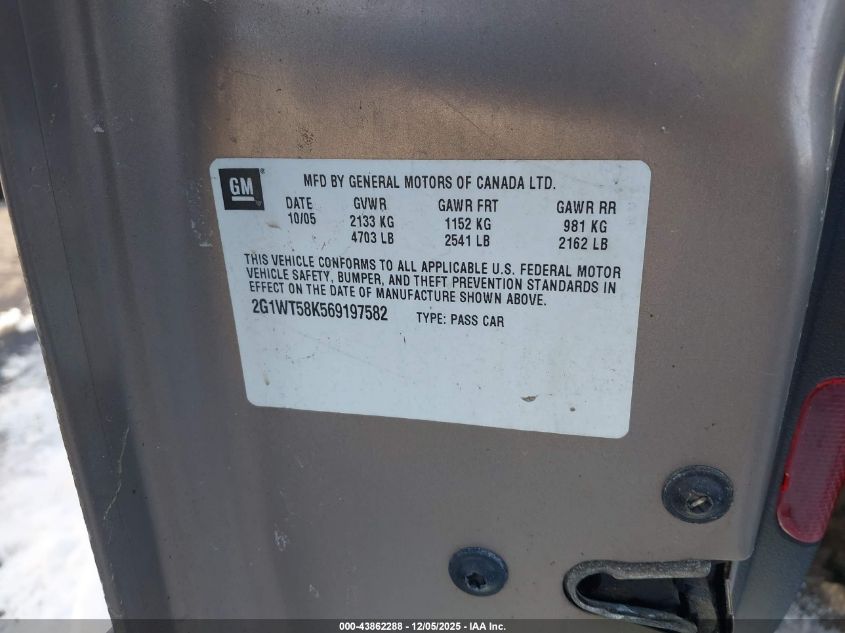 GM®
MFD BY GENERAL MOTORS OF CANADA LTD.
DATE GVWR GAWR FRT GAWR RR
10/05 2133 KG 1152 KG 981 KG
4703 LB 2541 LB 2162 LB
THIS VEHICLE CONFORMS TO ALL APPLICABLE U.S. FEDERAL MOTOR
VEHICLE SAFETY, BUMPER, AND THEFT PREVENTION STANDARDS IN
EFFECT ON THE DATE OF MANUFACTURE SHOWN ABOVE.
2G1WT58K569197582 TYPE: PASS CAR
000-43862288 - 12/05/2025 - IAA Inc.